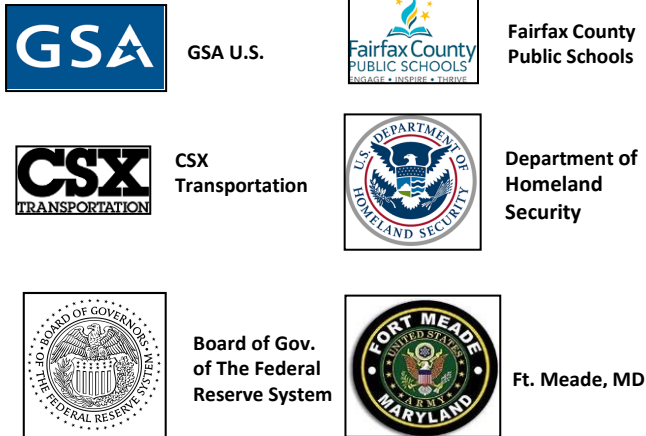 GSA
GSA U.S.
Fairfax County
PUBLIC SCHOOLS
ENGAGE • INSPIRE • THRIVE
Fairfax County
Public Schools
CSX
TRANSPORTATION
CSX
Transportation
U.S. DEPARTMENT OF
HOMELAND SECURITY
Department of
Homeland
Security
BOARD OF GOVERNORS
OF THE FEDERAL RESERVE SYSTEM
Board of Gov.
of The Federal
Reserve System
FORT MEADE
UNITED STATES
ARMY
MARYLAND
Ft. Meade, MD